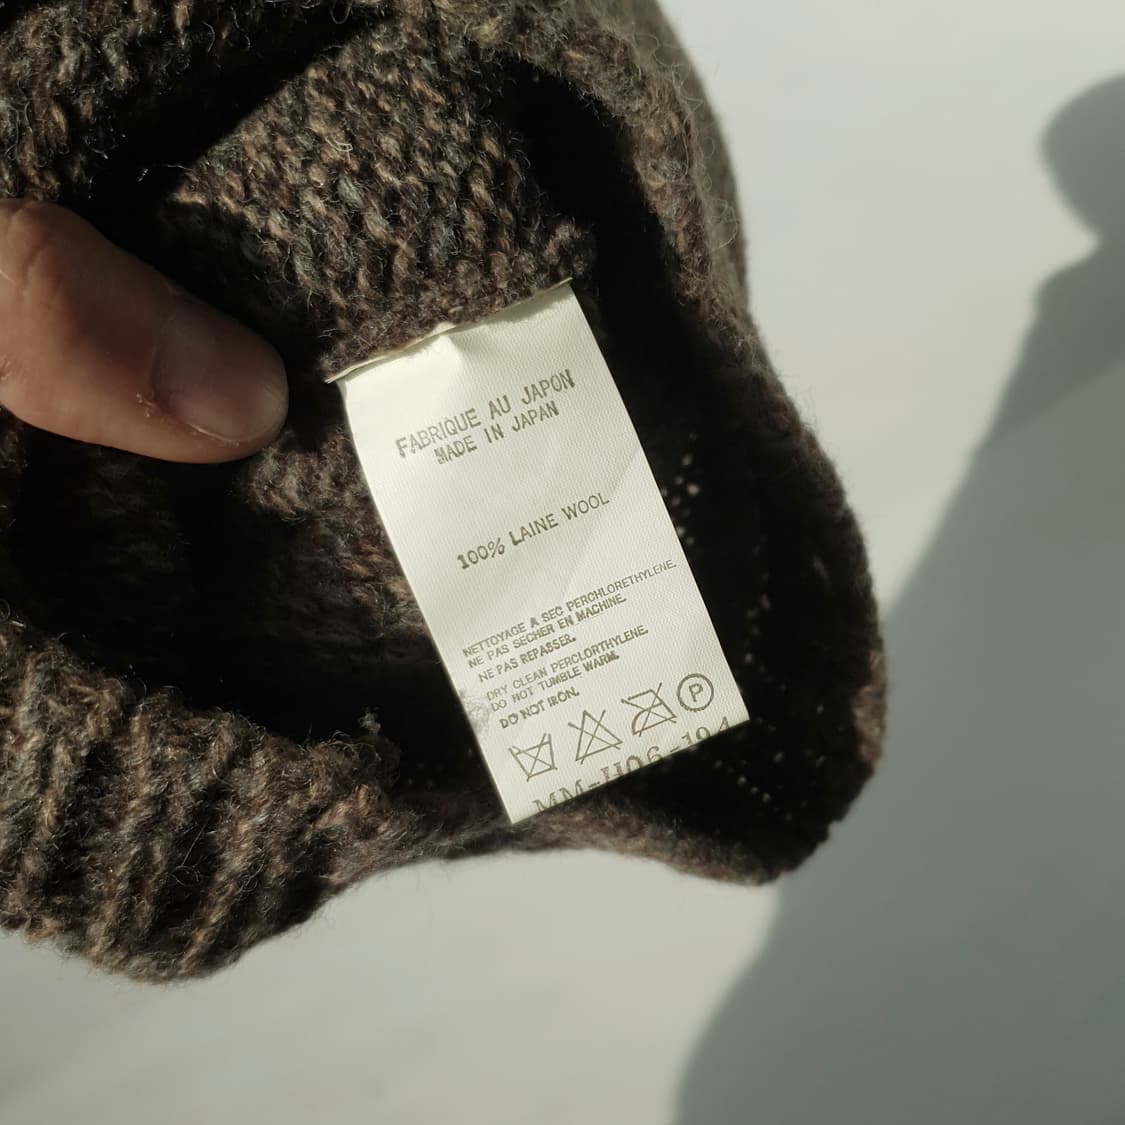 FABRIQUE AU JAPON
MADE IN JAPAN
100% LAINE WOOL
NETTOYAGE A SEC PERCHLORETHYLENE.
NE PAS SECHER EN MACHINE.
NE PAS REPASSER.
DRY CLEAN PERCLORTHYLENE.
DO NOT TUMBLE WARM.
DO NOT IRON.
P